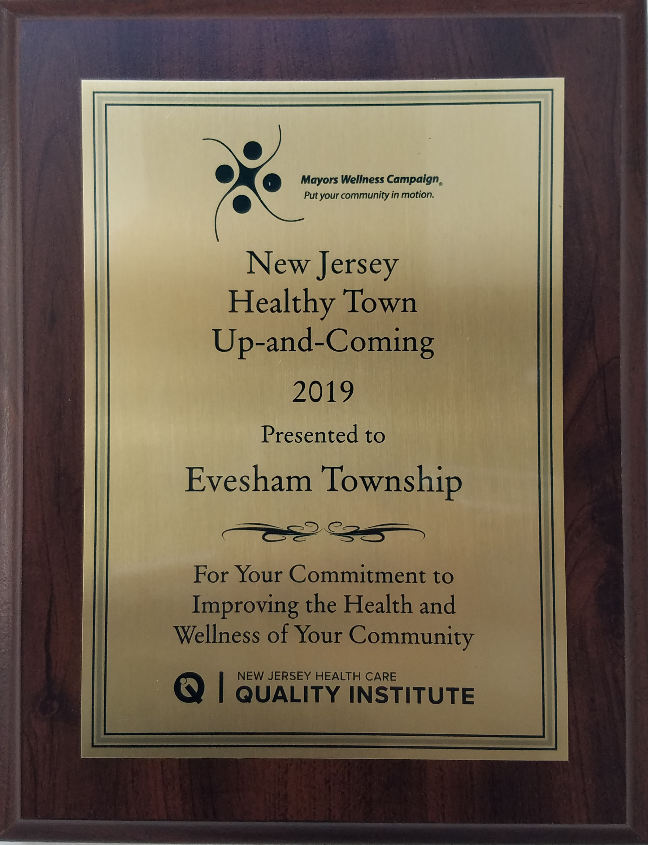 Mayors Wellness Campaign®
Put your community in motion.
New Jersey
Healthy Town
Up-and-Coming
2019
Presented to
Evesham Township
For Your Commitment to
Improving the Health and
Wellness of Your Community
NEW JERSEY HEALTH CARE
QUALITY INSTITUTE